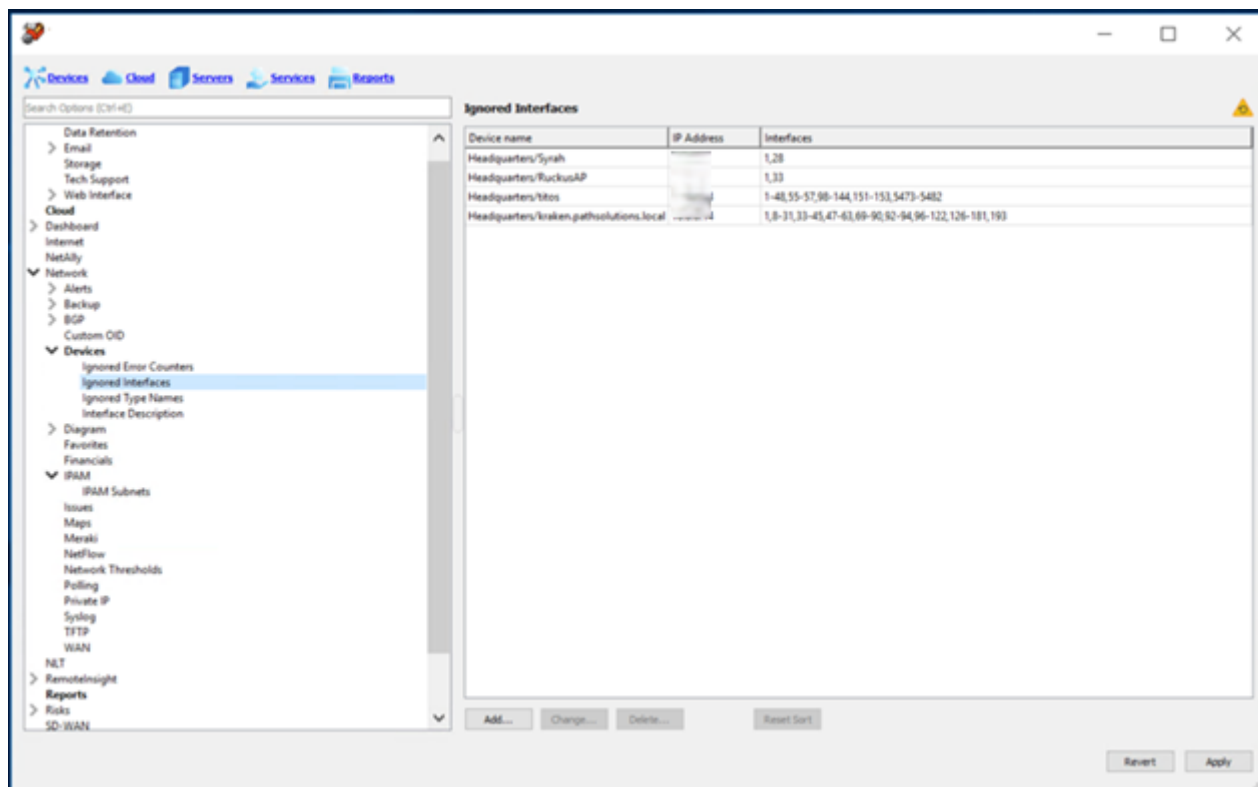 Devices Cloud Servers Services Reports
Search Options (Ctrl+E)
Data Retention
Email
Storage
Tech Support
Web Interface
Cloud
Dashboard
Internet
NetAlly
Network
Alerts
Backup
BGP
Custom OID
Devices
Ignored Error Counters
Ignored Interfaces
Ignored Type Names
Interface Description
Diagram
Favorites
Financials
IPAM
IPAM Subnets
Issues
Maps
Meraki
NetFlow
Network Thresholds
Polling
Private IP
Syslog
TFTP
WAN
NLT
RemoteInsight
Reports
Risks
SD-WAN
Ignored Interfaces
Device name IP Address Interfaces
Headquarters/Syrah 1,28
Headquarters/RuckusAP 1,33
Headquarters/titos 1-48,55-57,98-144,151-153,5473-5482
Headquarters/kraken.pathsolutions.local 1,8-31,33-45,47-63,69-90,92-94,96-122,126-181,193
Add... Change... Delete... Reset Sort
Revert Apply